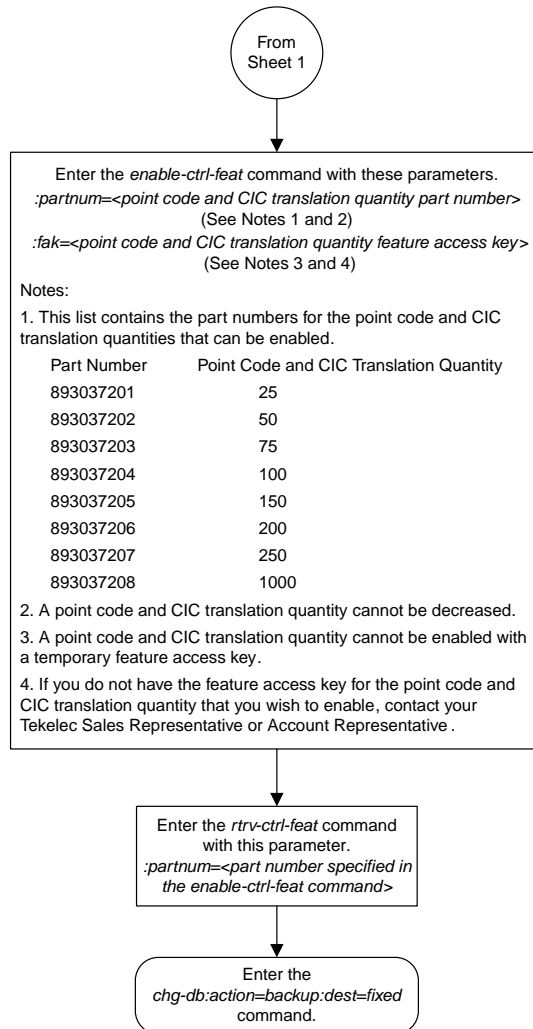 From
Sheet 1
Enter the enable-ctrl-feat command with these parameters.
:partnum=<point code and CIC translation quantity part number>
(See Notes 1 and 2)
:fak=<point code and CIC translation quantity feature access key>
(See Notes 3 and 4)
Notes:
1. This list contains the part numbers for the point code and CIC
translation quantities that can be enabled.
Part Number Point Code and CIC Translation Quantity
893037201 25
893037202 50
893037203 75
893037204 100
893037205 150
893037206 200
893037207 250
893037208 1000
2. A point code and CIC translation quantity cannot be decreased.
3. A point code and CIC translation quantity cannot be enabled with
a temporary feature access key.
4. If you do not have the feature access key for the point code and
CIC translation quantity that you wish to enable, contact your
Tekelec Sales Representative or Account Representative.
Enter the rtrv-ctrl-feat command
with this parameter.
:partnum=<part number specified in
the enable-ctrl-feat command>
Enter the
chg-db:action=backup:dest=fixed
command.